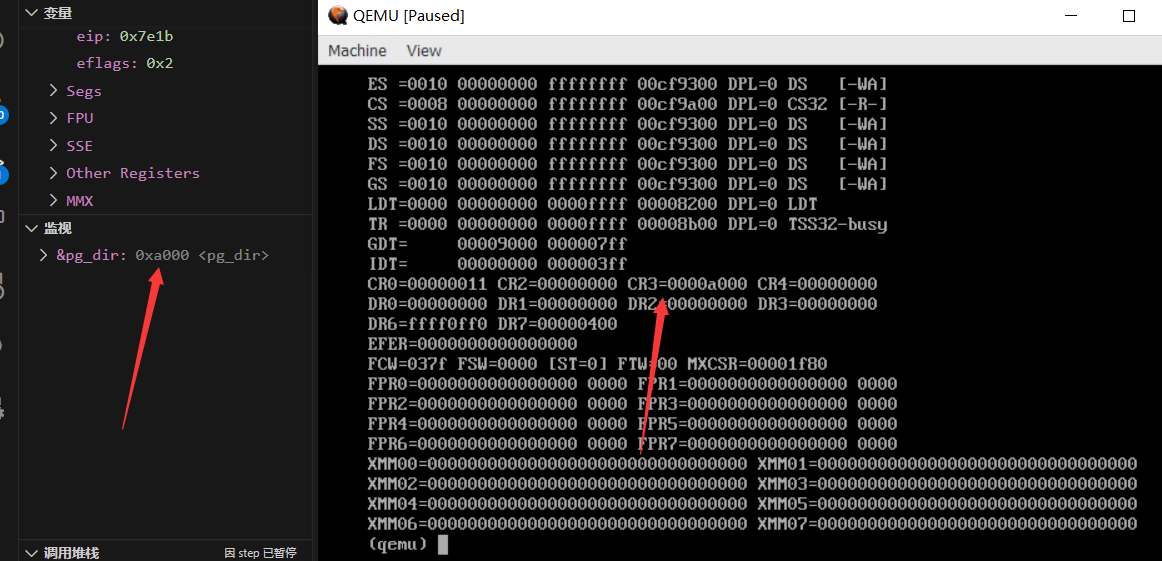 变量
eip: 0x7e1b
eflags: 0x2
Segs
FPU
SSE
Other Registers
MMX
监视
&pg_dir: 0xa000 <pg_dir>
调用堆栈
因 step 已暂停
QEMU [Paused]
Machine View
ES =0010 00000000 ffffffff 00cf9300 DPL=0 DS [-WA]
CS =0008 00000000 ffffffff 00cf9a00 DPL=0 CS32 [-R-]
SS =0010 00000000 ffffffff 00cf9300 DPL=0 DS [-WA]
DS =0010 00000000 ffffffff 00cf9300 DPL=0 DS [-WA]
FS =0010 00000000 ffffffff 00cf9300 DPL=0 DS [-WA]
GS =0010 00000000 ffffffff 00cf9300 DPL=0 DS [-WA]
LDT=0000 00000000 0000ffff 00008200 DPL=0 LDT
TR =0000 00000000 0000ffff 00008b00 DPL=0 TSS32-busy
GDT= 00009000 000007ff
IDT= 00000000 000003ff
CR0=00000011 CR2=00000000 CR3=0000a000 CR4=00000000
DR0=00000000 DR1=00000000 DR2=00000000 DR3=00000000
DR6=ffff0ff0 DR7=00000400
EFER=0000000000000000
FCW=037f FSW=0000 [ST=0] FTW=00 MXCSR=00001f80
FPR0=0000000000000000 0000 FPR1=0000000000000000 0000
FPR2=0000000000000000 0000 FPR3=0000000000000000 0000
FPR4=0000000000000000 0000 FPR5=0000000000000000 0000
FPR6=0000000000000000 0000 FPR7=0000000000000000 0000
XMM00=00000000000000000000000000000000 XMM01=00000000000000000000000000000000
XMM02=00000000000000000000000000000000 XMM03=00000000000000000000000000000000
XMM04=00000000000000000000000000000000 XMM05=00000000000000000000000000000000
XMM06=00000000000000000000000000000000 XMM07=00000000000000000000000000000000
(qemu)